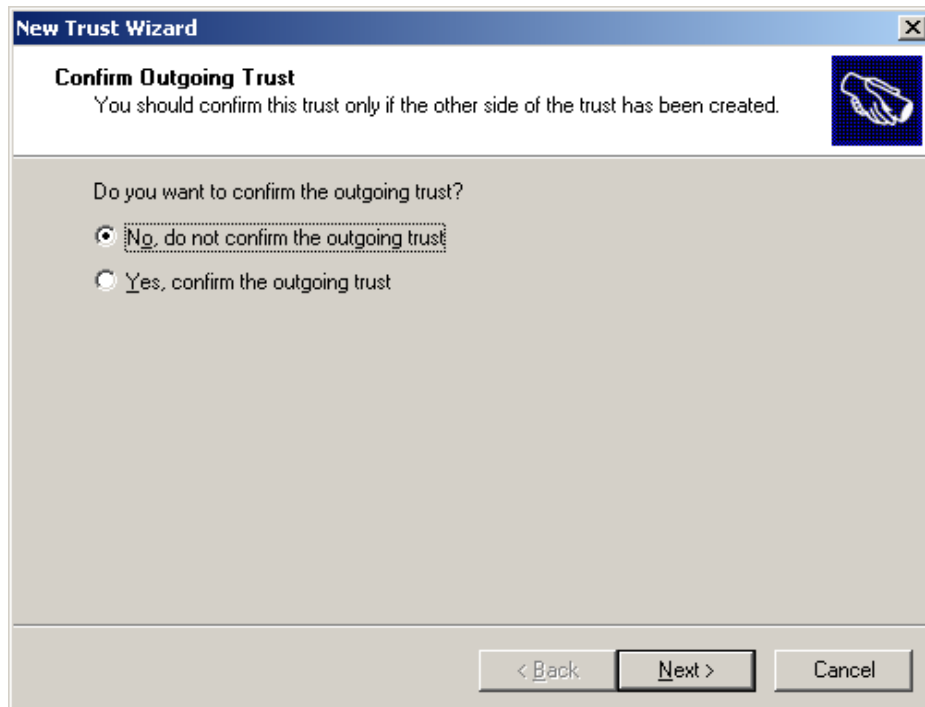 New Trust Wizard
Confirm Outgoing Trust
You should confirm this trust only if the other side of the trust has been created.
Do you want to confirm the outgoing trust?
No, do not confirm the outgoing trust
Yes, confirm the outgoing trust
< Back Next > Cancel